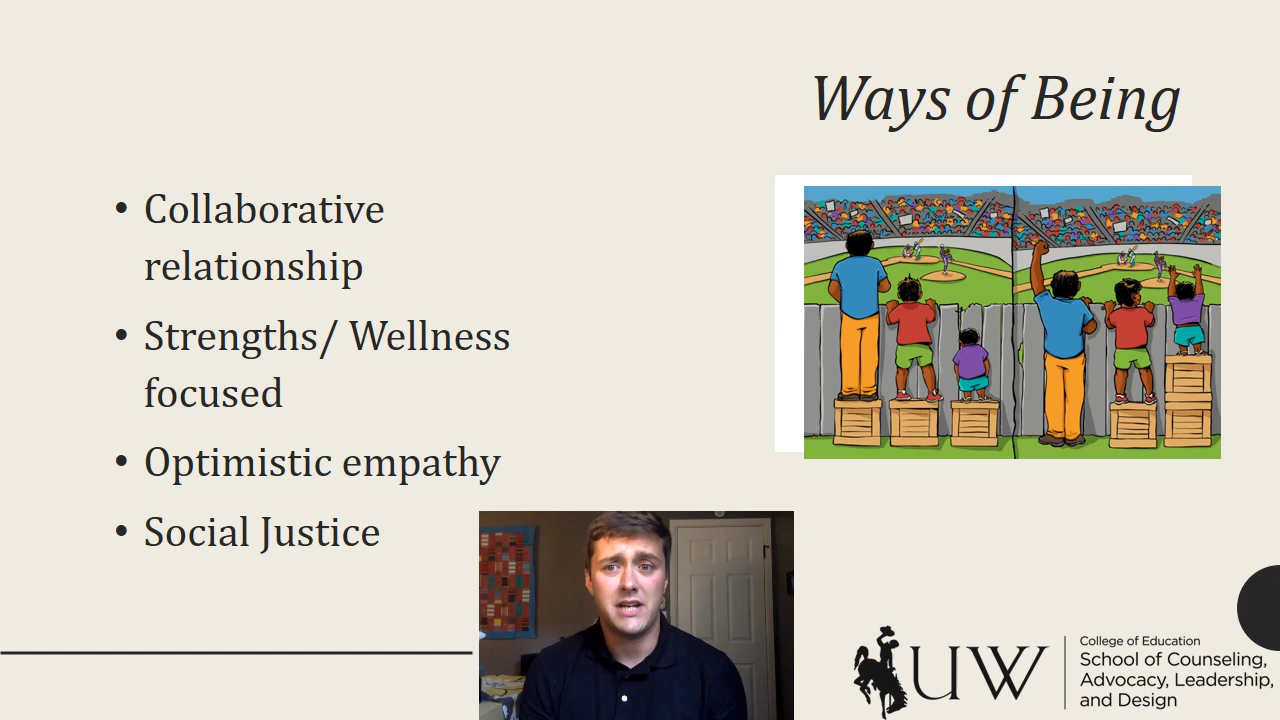 Ways of Being
• Collaborative
relationship
• Strengths/ Wellness
focused
• Optimistic empathy
• Social Justice
UW
College of Education
School of Counseling,
Advocacy, Leadership,
and Design